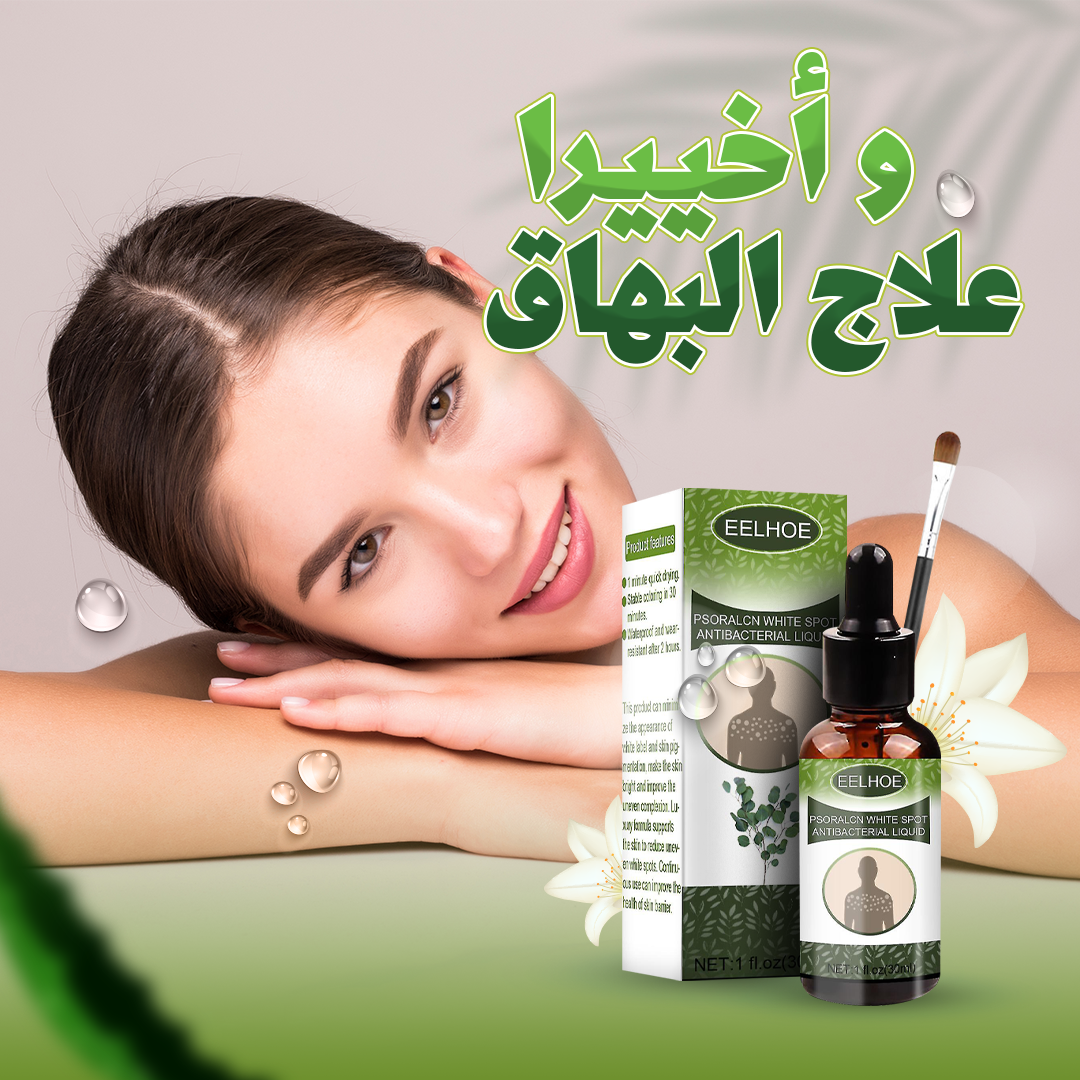 و أخييرا
علاج البهاق
EELHOE
PSORALCN WHITE SPOT
ANTIBACTERIAL LIQU
NET:1 fl.oz(30
Product features
1 minute quick drying.
Stable coloring in 30
minutes.
Waterproof and wear-
resistant after 2 hours.
This product can minimi
ze the appearance of
white label and skin pig-
mentation, make the skin
bright and improve the
uneven complexion. Lu-
xury formula supports
the skin to reduce unev-
en white spots. Continu-
ous use can improve the
health of skin barrier.
EELHOE
PSORALCN WHITE SPOT
ANTIBACTERIAL LIQUID
NET:1 fl.oz(30ml)